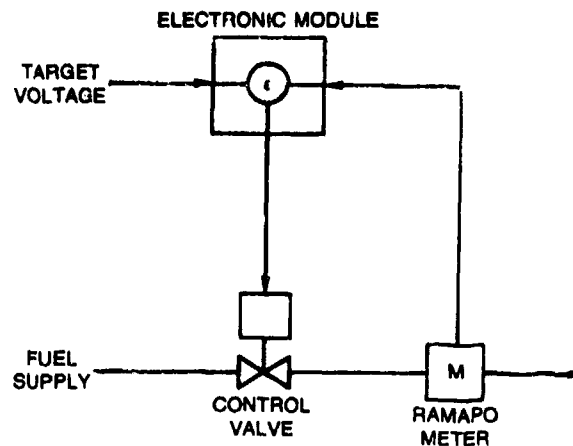 ELECTRONIC MODULE
TARGET
VOLTAGE
ε
FUEL
SUPPLY
CONTROL
VALVE
M
RAMAPO
METER